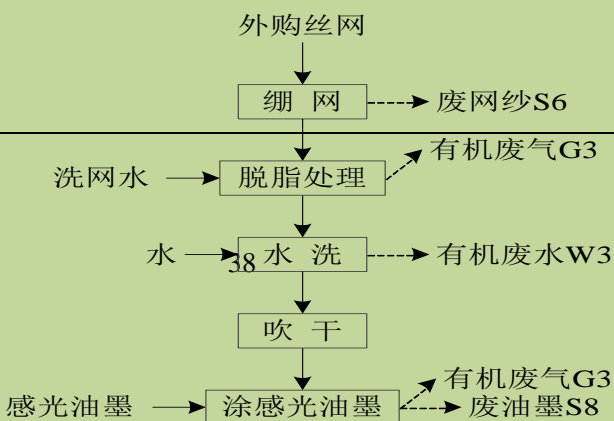 外购丝网
绷 网
废网纱S6
有机废气G3
洗网水
脱脂处理
水
38
水 洗
有机废水W3
吹 干
有机废气G3
感光油墨
涂感光油墨
废油墨S8